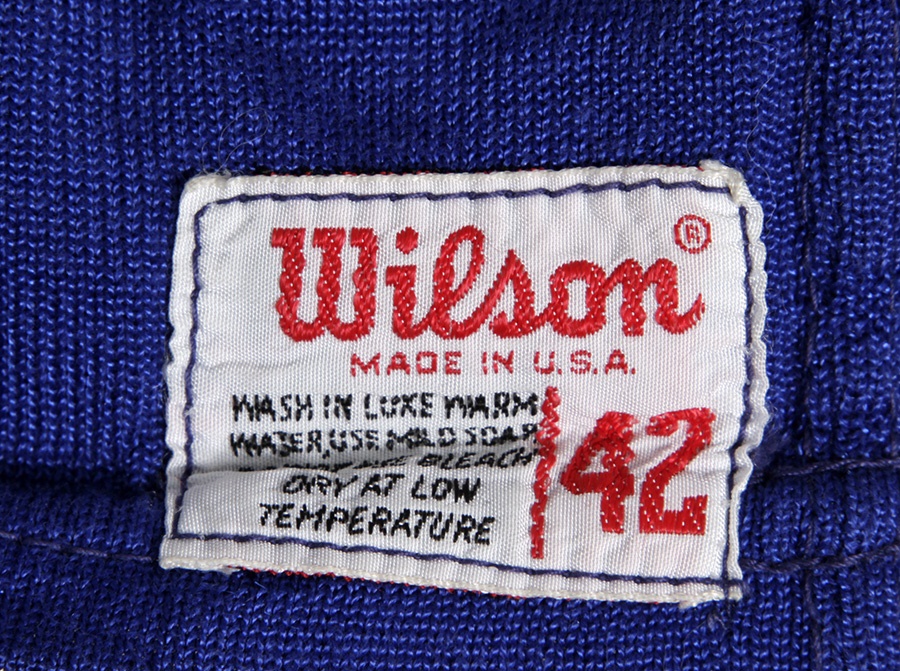 Wilson®
MADE IN U.S.A.
WASH IN LUKE WARM
WATER, USE MILD SOAP
BLEACH
DRY AT LOW
TEMPERATURE
42